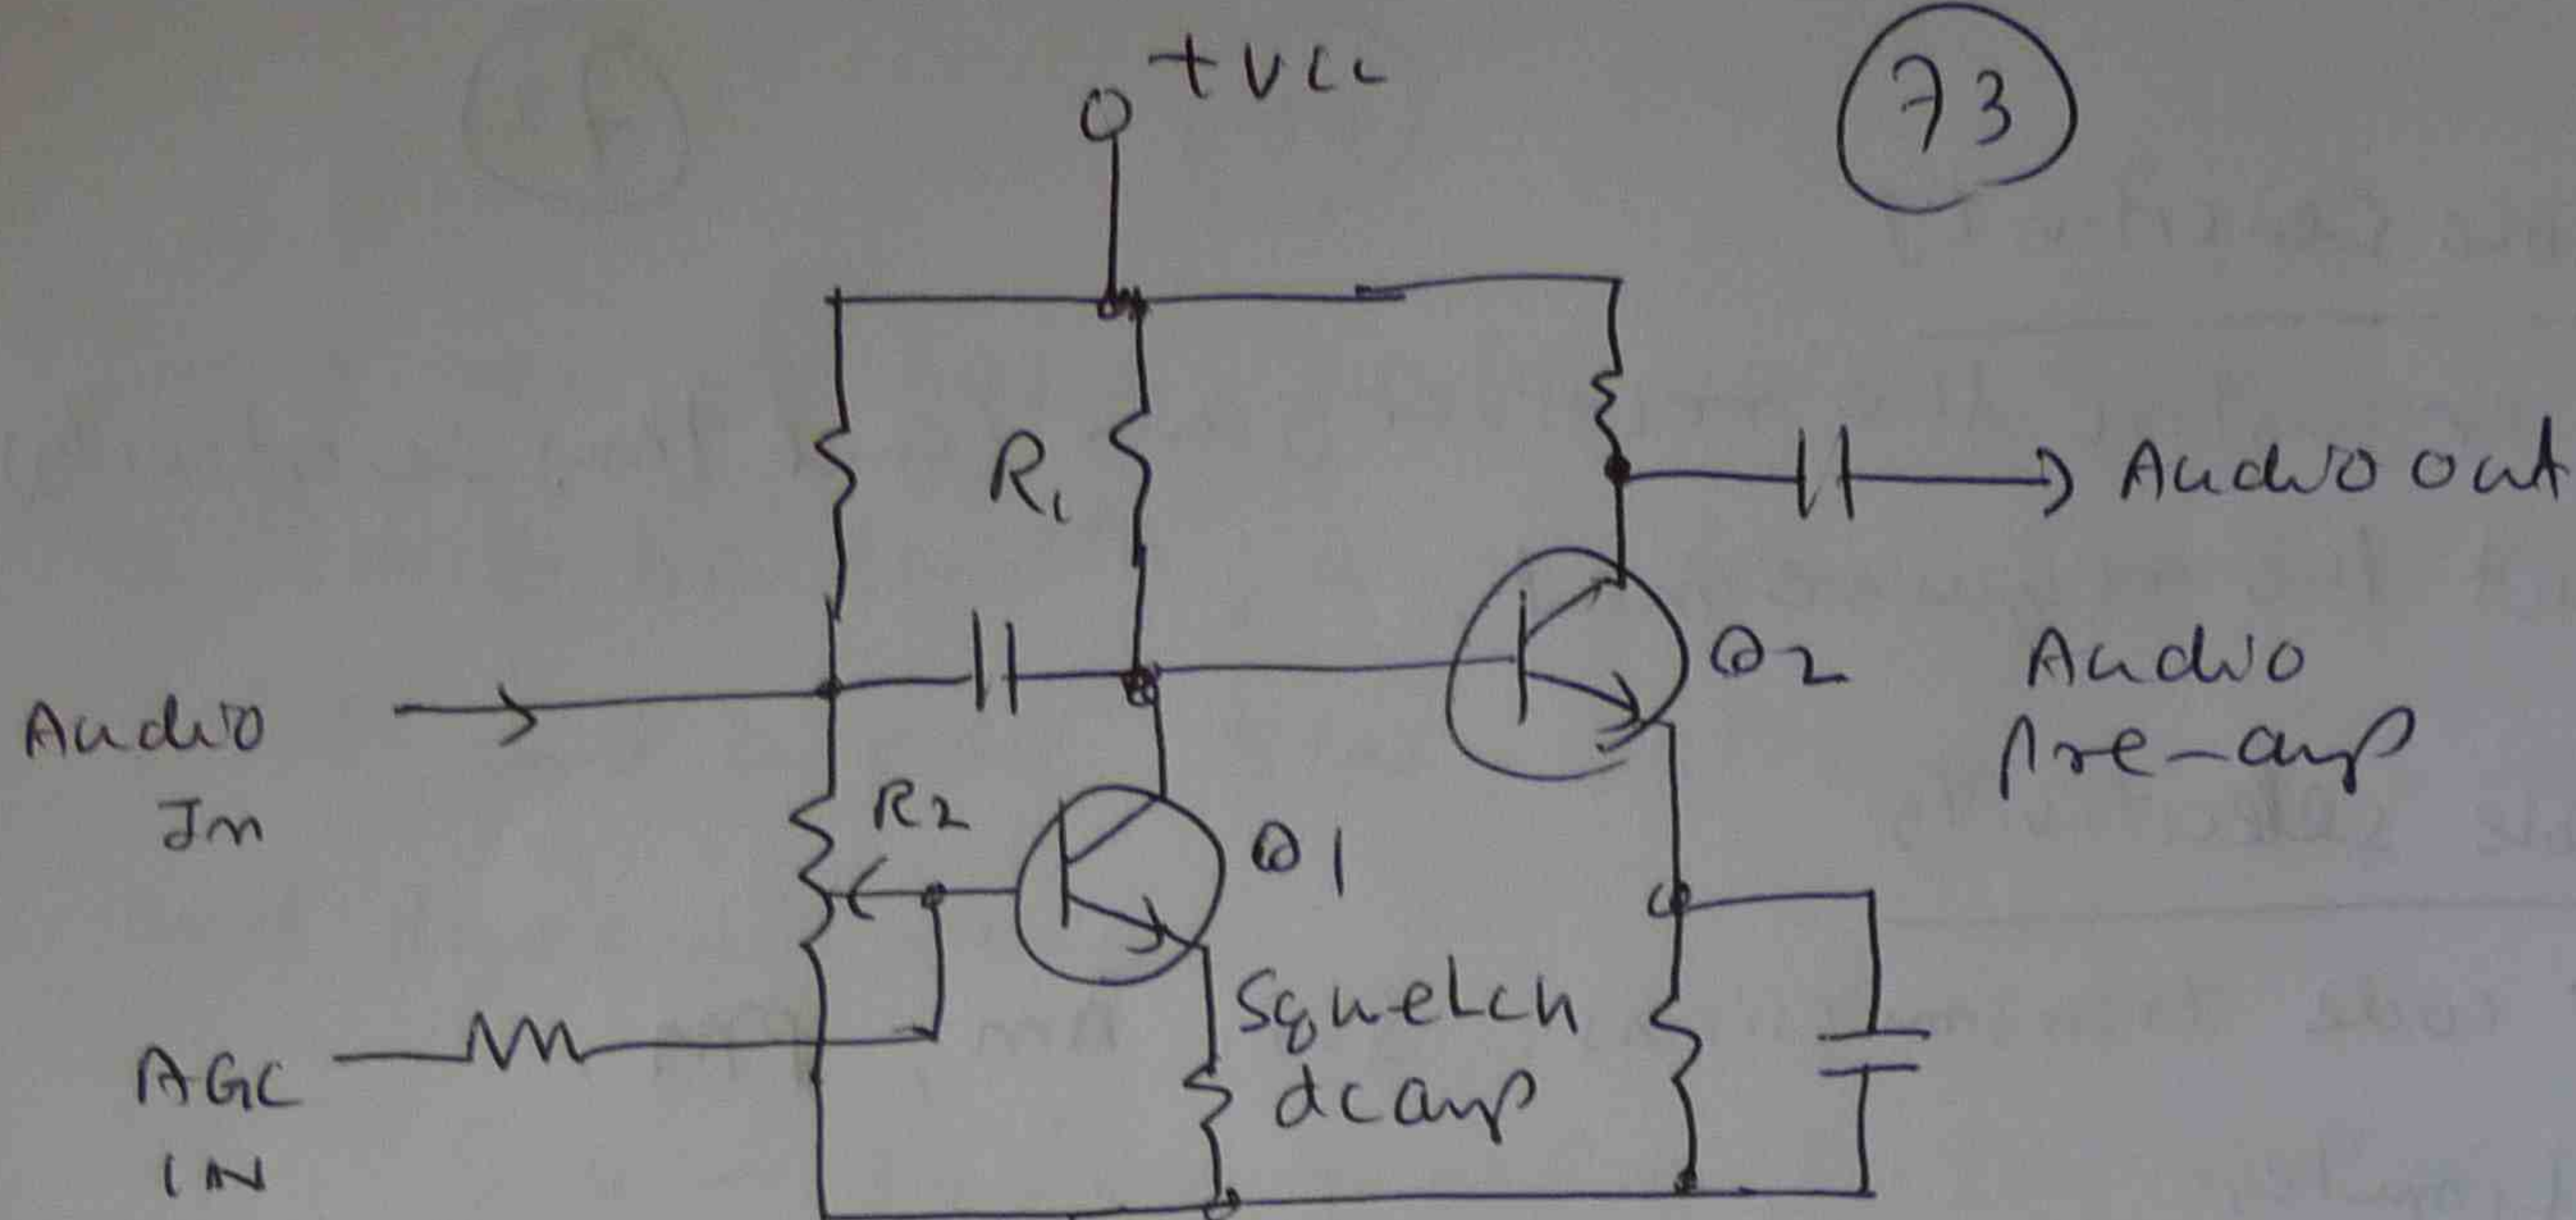 +VCC
73
R1
Audio out
Q2
Audio
Pre-amp
Audio
In
R2
Q1
Squelch
dc amp
AGC
IN